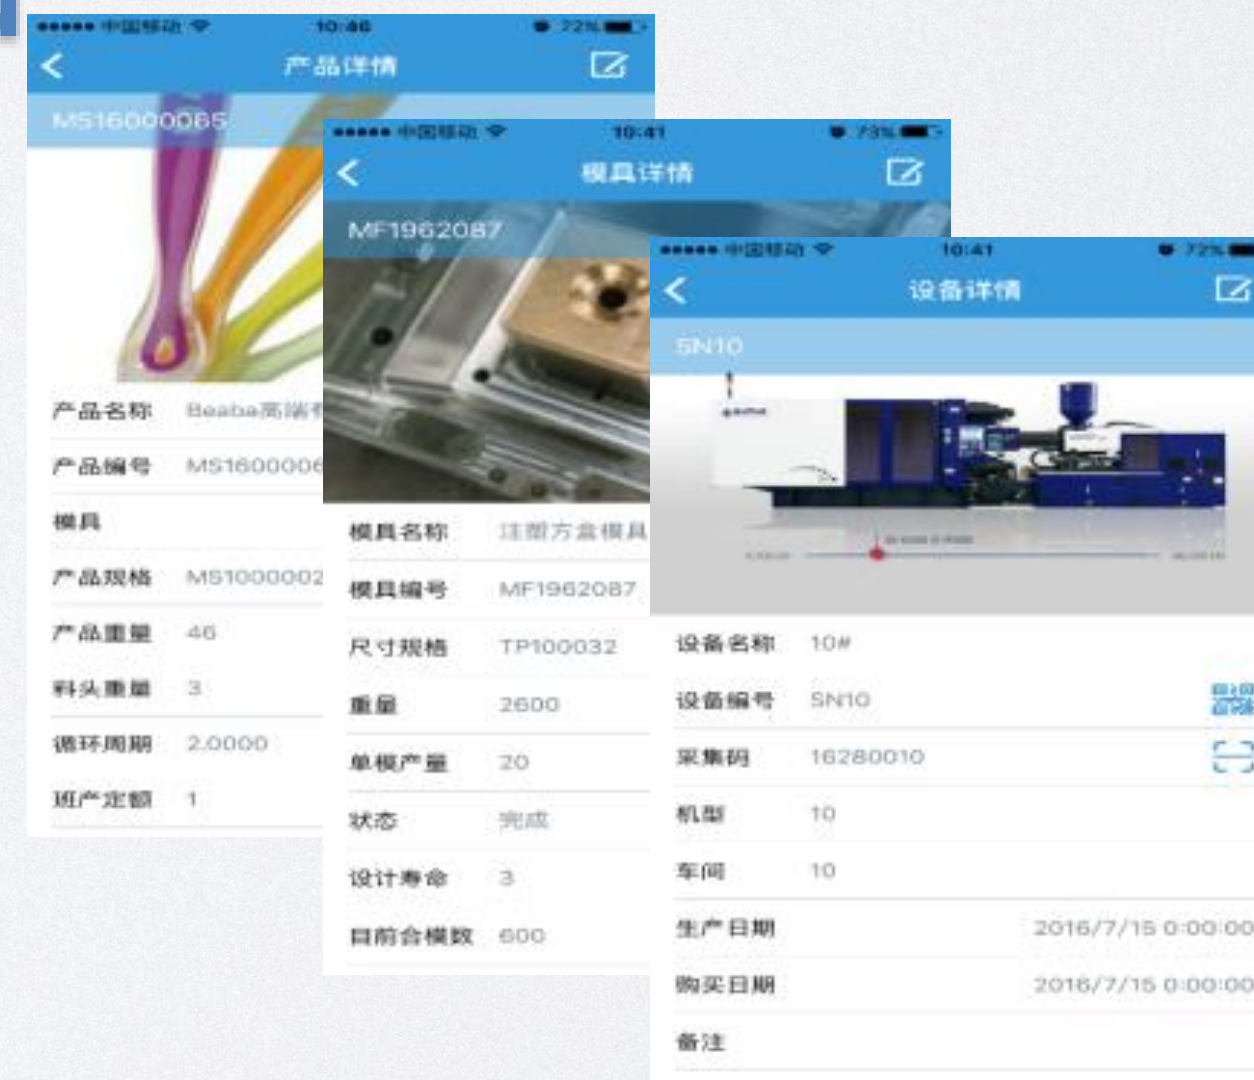 中国移动 10:46 72%
产品详情
MS16000065
产品名称 Beaba高端
产品编号 MS1600006
模具
产品规格 MS1000002
产品重量 46
料头重量 3
循环周期 2.0000
班产定额 1
中国移动 10:41 73%
模具详情
MF1962087
模具名称 注塑方盒模具
模具编号 MF1962087
尺寸规格 TP100032
重量 2600
单模产量 20
状态 完成
设计寿命 3
目前合模数 600
中国移动 10:41 72%
设备详情
SN10
设备名称 10#
设备编号 SN10
采集码 16280010
机型 10
车间 10
生产日期 2016/7/15 0:00:00
购买日期 2016/7/15 0:00:00
备注